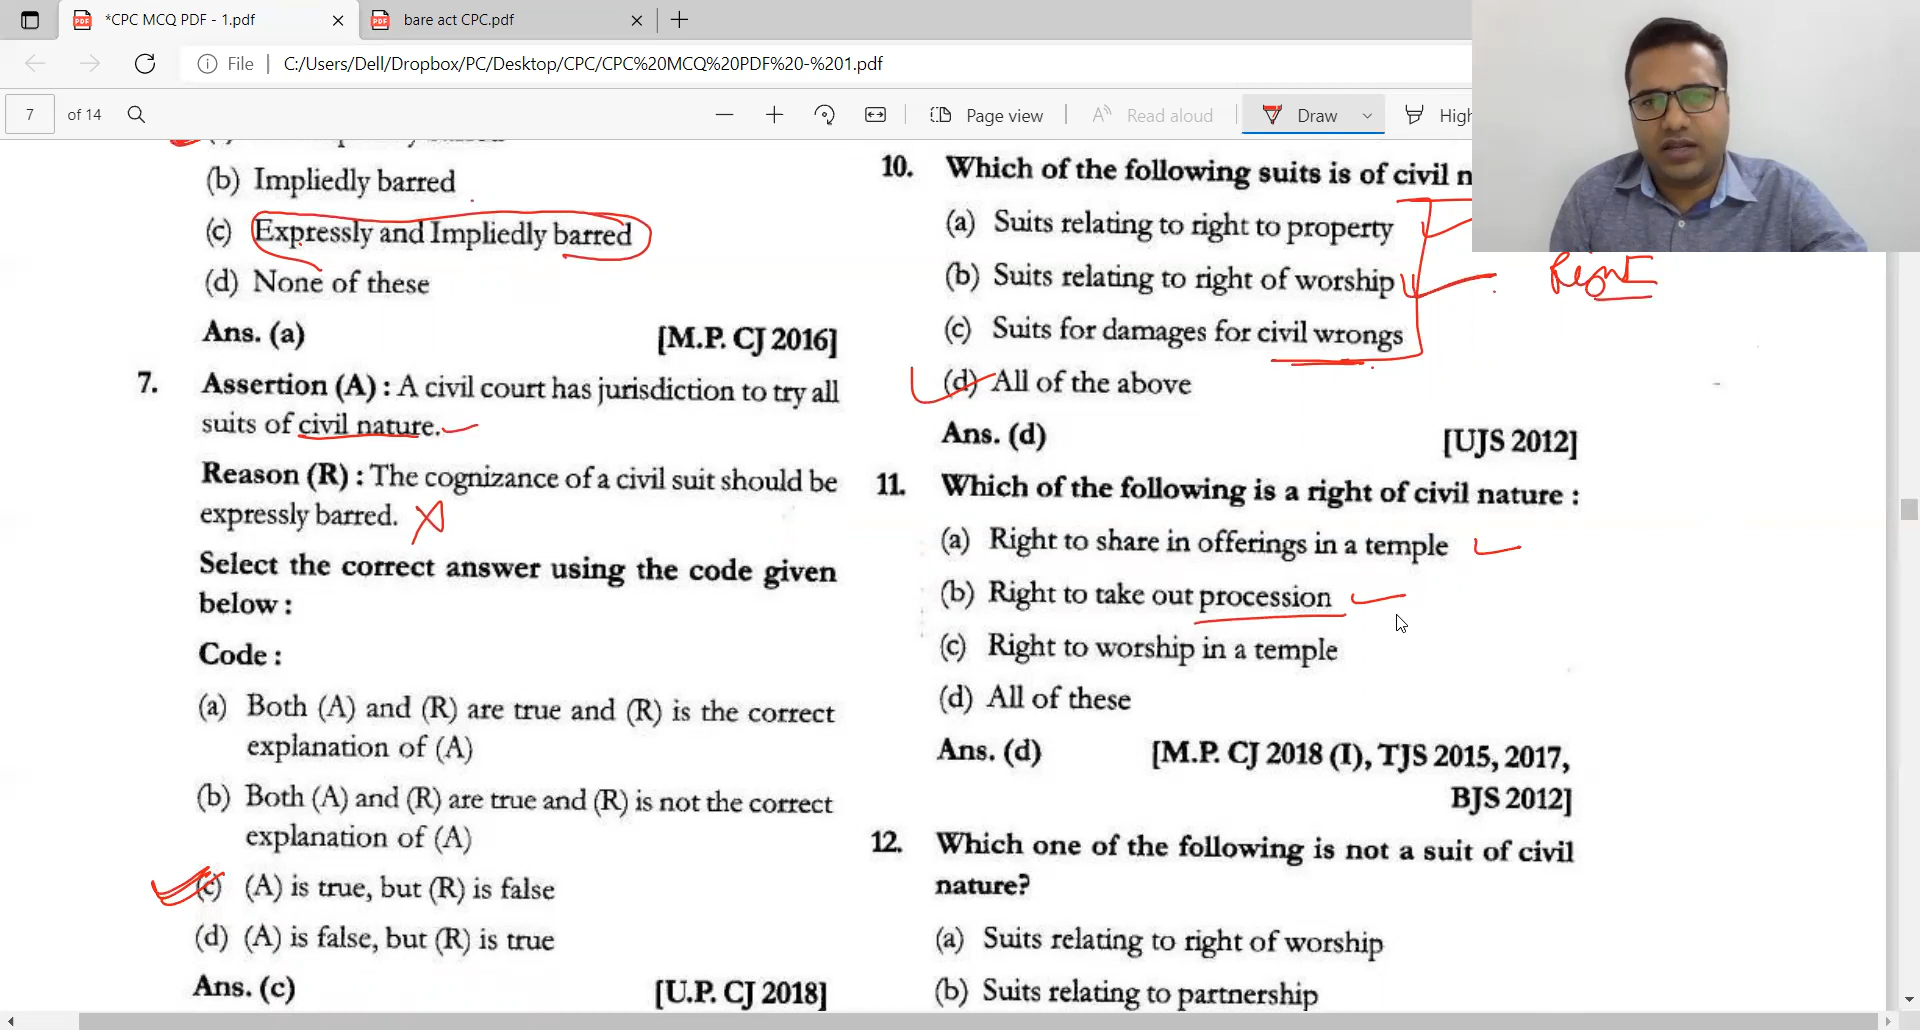 *CPC MCQ PDF - 1.pdf
bare act CPC.pdf
File
C:/Users/Dell/Dropbox/PC/Desktop/CPC/CPC%20MCQ%20PDF%20-%201.pdf
7 of 14
Page view
Read aloud
Draw
(b) Impliedly barred
(c) Expressly and Impliedly barred
(d) None of these
Ans. (a) [M.P. CJ 2016]
7. Assertion (A) : A civil court has jurisdiction to try all
suits of civil nature.
Reason (R) : The cognizance of a civil suit should be
expressly barred.
Select the correct answer using the code given
below :
Code :
(a) Both (A) and (R) are true and (R) is the correct
explanation of (A)
(b) Both (A) and (R) are true and (R) is not the correct
explanation of (A)
(c) (A) is true, but (R) is false
(d) (A) is false, but (R) is true
Ans. (c) [U.P. CJ 2018]
10. Which of the following suits is of civil
(a) Suits relating to right to property
(b) Suits relating to right of worship
(c) Suits for damages for civil wrongs
(d) All of the above
Ans. (d) [UJS 2012]
11. Which of the following is a right of civil nature :
(a) Right to share in offerings in a temple
(b) Right to take out procession
(c) Right to worship in a temple
(d) All of these
Ans. (d) [M.P. CJ 2018 (I), TJS 2015, 2017,
BJS 2012]
12. Which one of the following is not a suit of civil
nature?
(a) Suits relating to right of worship
(b) Suits relating to partnership